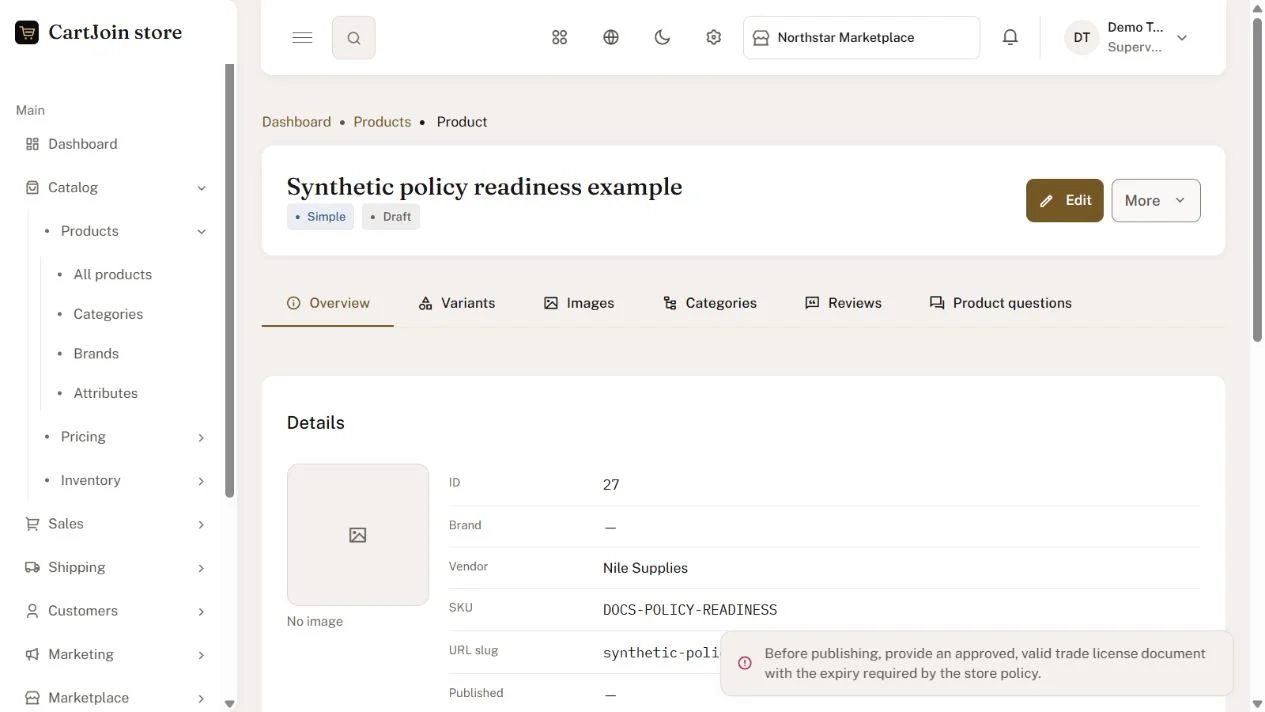 CartJoin store
Northstar Marketplace
DT
Demo T...
Superv...
Main
Dashboard
Catalog
Products
All products
Categories
Brands
Attributes
Pricing
Inventory
Sales
Shipping
Customers
Marketing
Marketplace
Dashboard • Products • Product
Synthetic policy readiness example
• Simple • Draft
Edit
More
Overview
Variants
Images
Categories
Reviews
Product questions
Details
No image
ID 27
Brand —
Vendor Nile Supplies
SKU DOCS-POLICY-READINESS
URL slug synthetic-poli
Published —
Before publishing, provide an approved, valid trade license document
with the expiry required by the store policy.